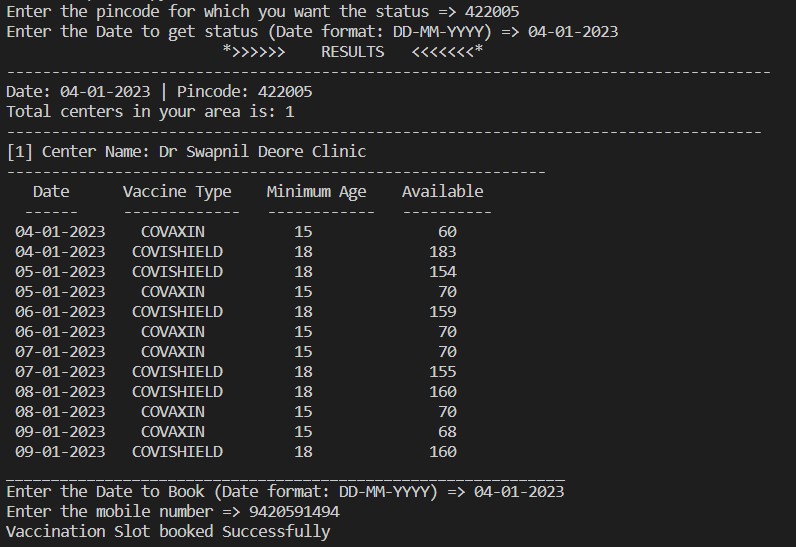 Enter the pincode for which you want the status => 422005
Enter the Date to get status (Date format: DD-MM-YYYY) => 04-01-2023
*>>>>>> RESULTS <<<<<<<*
-------------------------------------------------------------------------------------
Date: 04-01-2023 | Pincode: 422005
Total centers in your area is: 1
------------------------------------------------------------------------------------
[1] Center Name: Dr Swapnil Deore Clinic
------------------------------------------------------------
Date Vaccine Type Minimum Age Available
------ ------------- ------------ ----------
04-01-2023 COVAXIN 15 60
04-01-2023 COVISHIELD 18 183
05-01-2023 COVISHIELD 18 154
05-01-2023 COVAXIN 15 70
06-01-2023 COVISHIELD 18 159
06-01-2023 COVAXIN 15 70
07-01-2023 COVAXIN 15 70
07-01-2023 COVISHIELD 18 155
08-01-2023 COVISHIELD 18 160
08-01-2023 COVAXIN 15 70
09-01-2023 COVAXIN 15 68
09-01-2023 COVISHIELD 18 160
______________________________________________________________
Enter the Date to Book (Date format: DD-MM-YYYY) => 04-01-2023
Enter the mobile number => 9420591494
Vaccination Slot booked Successfully